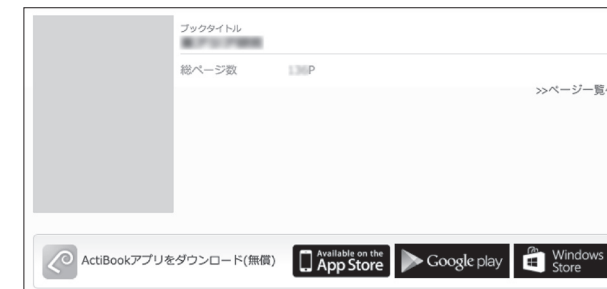 ブックタイトル
総ページ数 136P
>>ページ一覧
ActiBookアプリをダウンロード(無償)
Available on the
App Store
Google play
Windows
Store